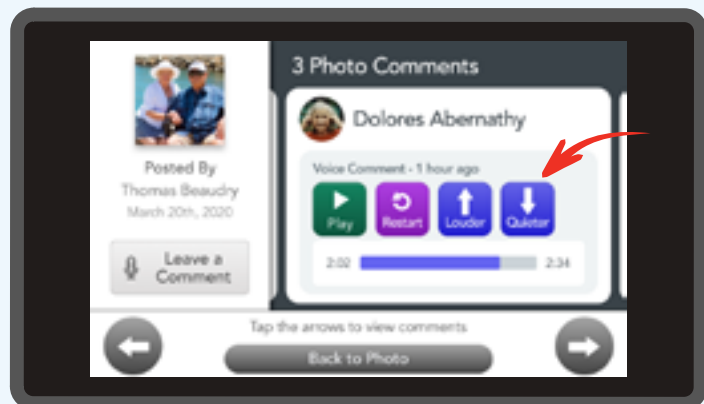 3 Photo Comments
Dolores Abernathy
Posted By
Thomas Beaudry
March 20th, 2020
Leave a
Comment
Voice Comment - 1 hour ago
Play
Restart
Louder
Quieter
2:02
2:34
Tap the arrows to view comments
Back to Photo